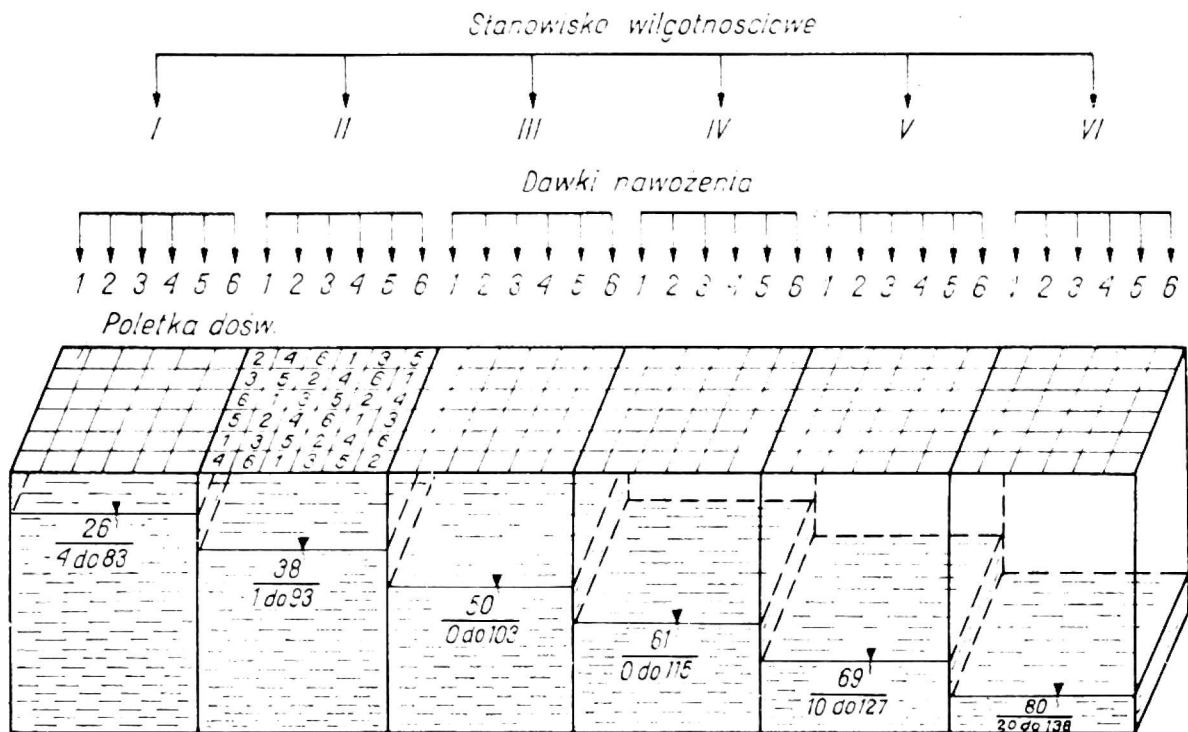 Stanowisko wilgotnosciowe
I II III IV V VI
Dawki nawożenia
1 2 3 4 5 6 1 2 3 4 5 6 1 2 3 4 5 6 1 2 3 4 5 6 1 2 3 4 5 6 1 2 3 4 5 6
Poletka dośw.
2 4 6 1 3 5
3 5 2 4 6 1
6 1 3 5 2 4
5 2 4 6 1 3
1 3 5 2 4 6
4 6 1 3 5 2
26
-4 do 83
38
1 do 93
50
0 do 103
61
0 do 115
69
10 do 127
80
20 do 138